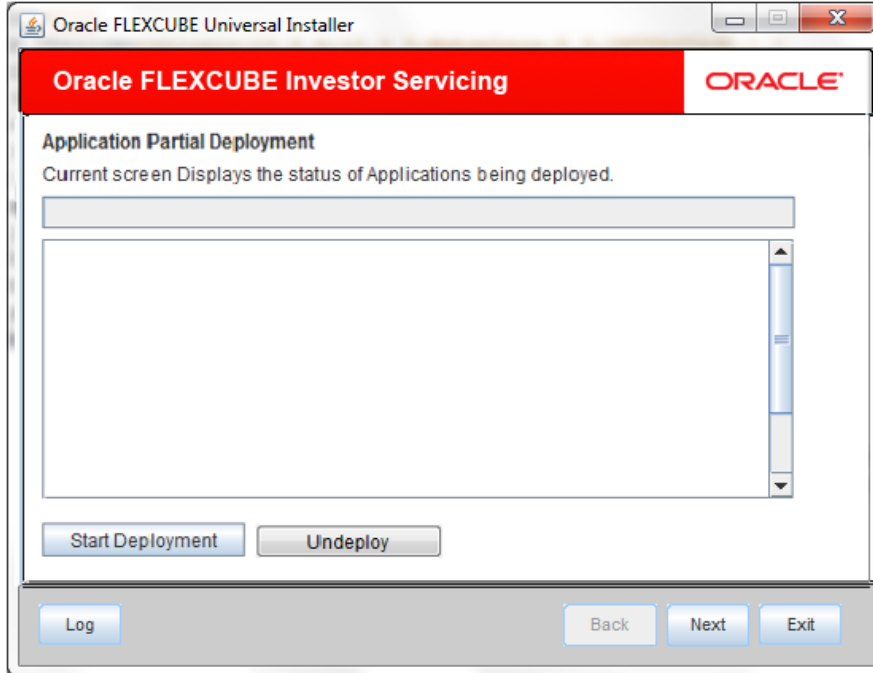 Oracle FLEXCUBE Universal Installer
Oracle FLEXCUBE Investor Servicing
ORACLE
Application Partial Deployment
Current screen Displays the status of Applications being deployed.
Start Deployment
Undeploy
Log
Back
Next
Exit